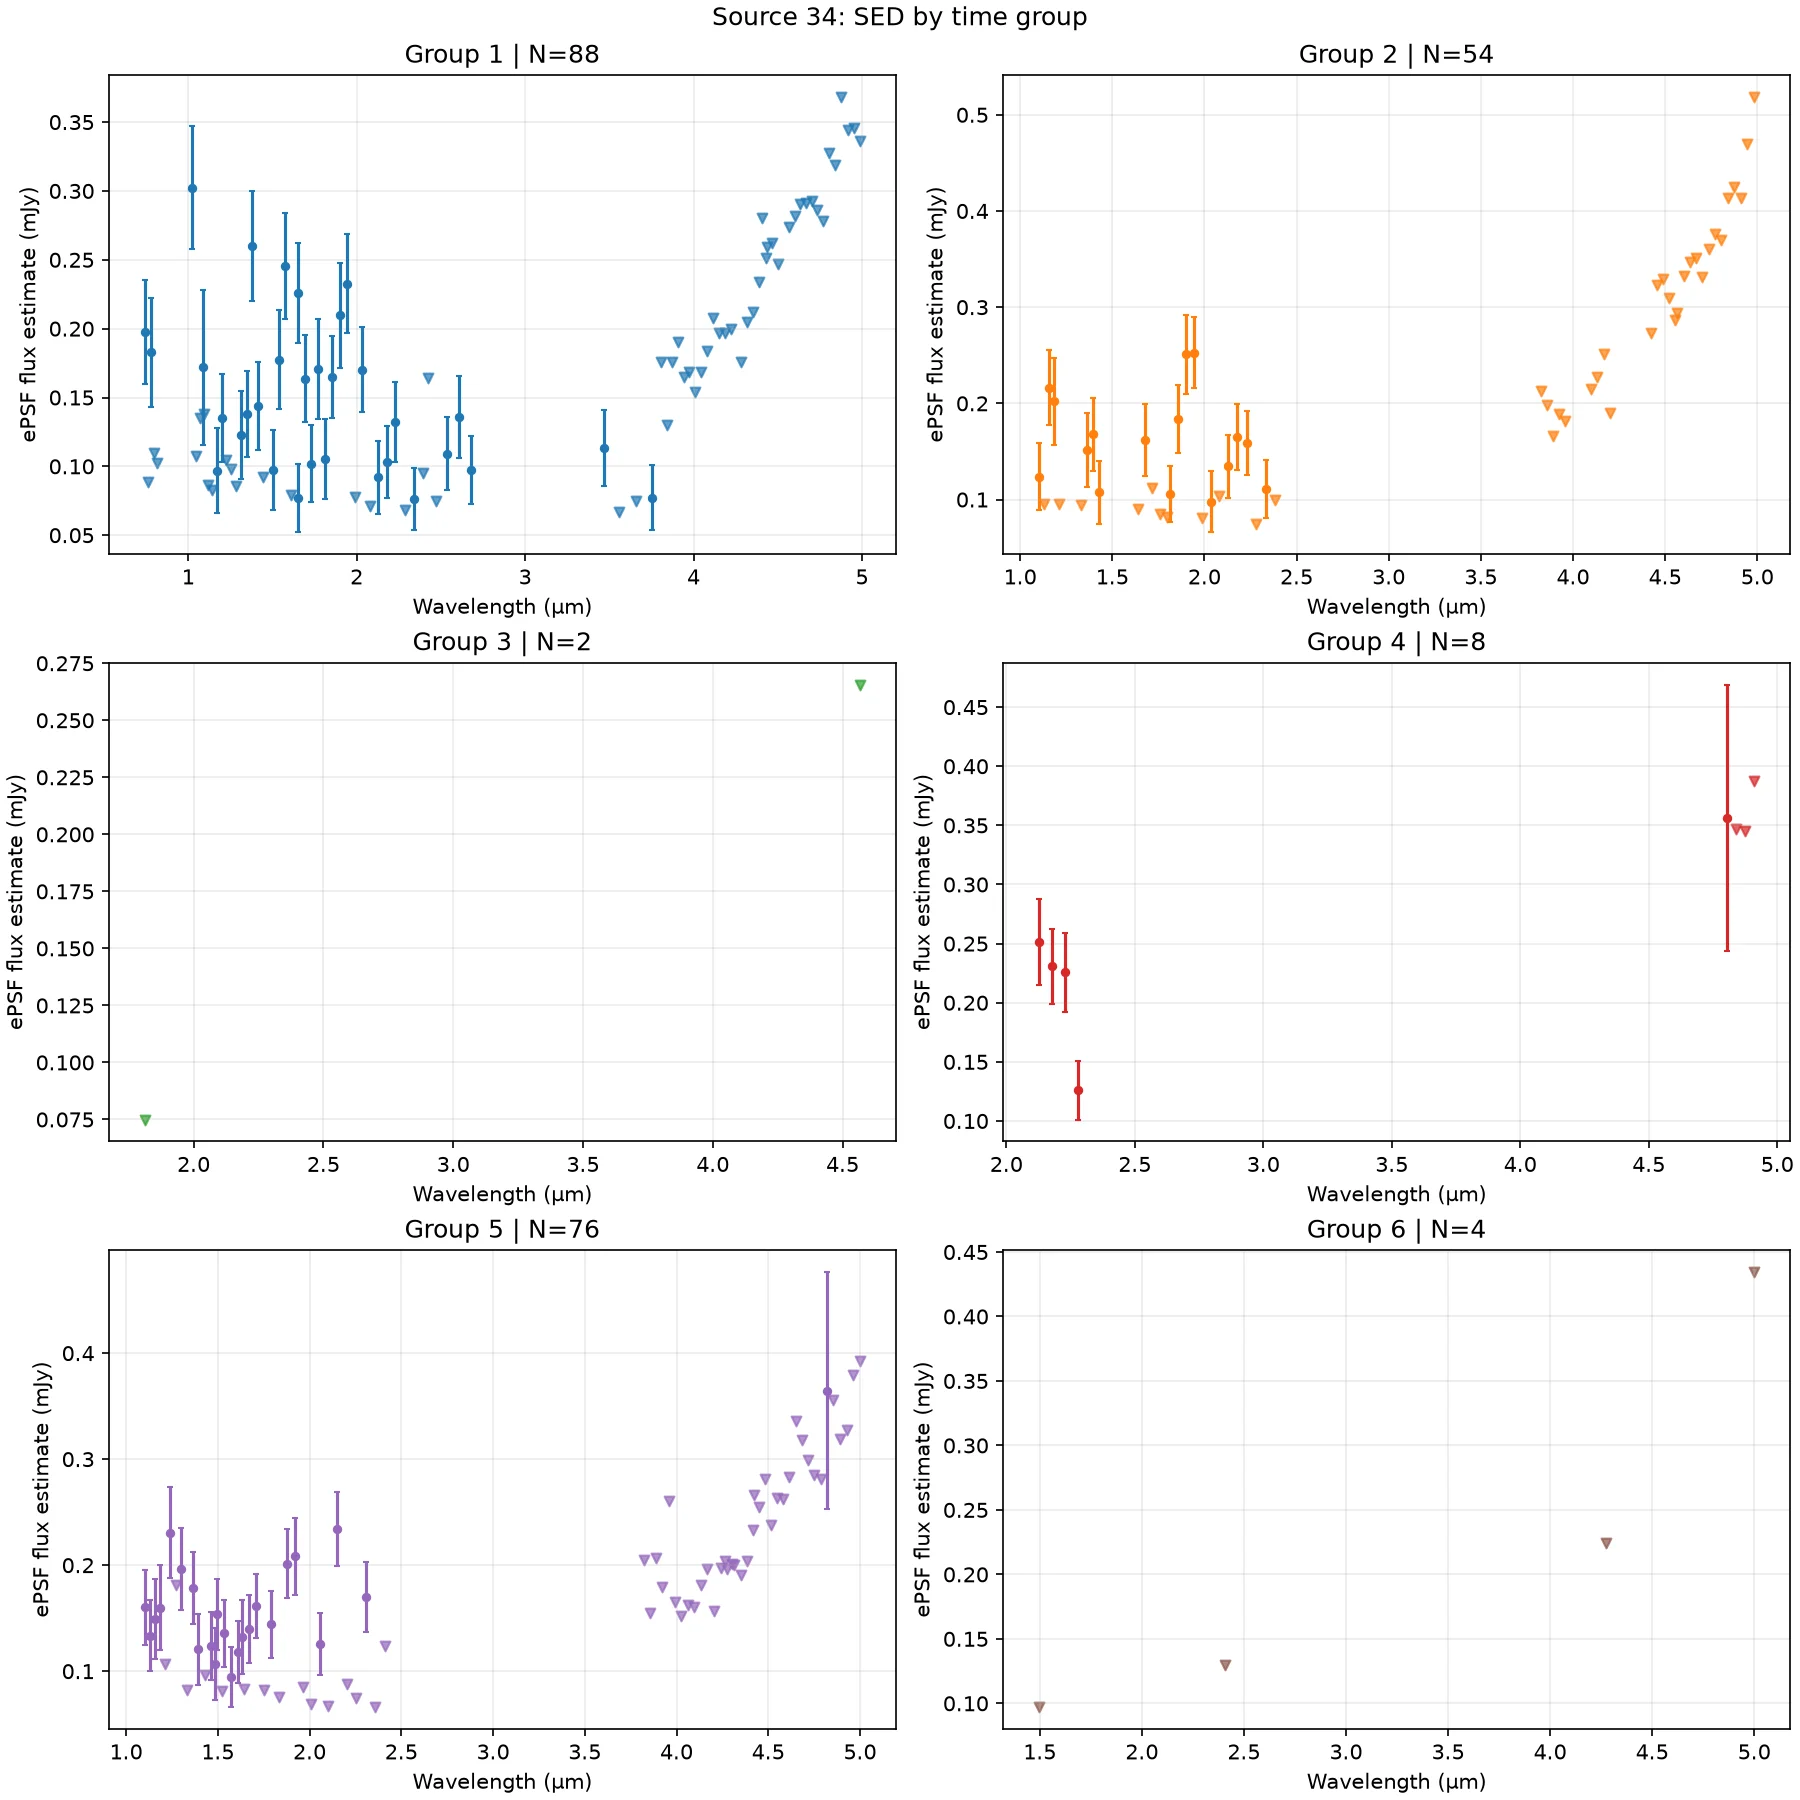 Source 34: SED by time group
Group 1 | N=88
Group 2 | N=54
ePSF flux estimate (mJy)
0.35
0.30
0.25
0.20
0.15
0.10
0.05
1 2 3 4 5
Wavelength (μm)
ePSF flux estimate (mJy)
0.5
0.4
0.3
0.2
0.1
1.0 1.5 2.0 2.5 3.0 3.5 4.0 4.5 5.0
Wavelength (μm)
Group 3 | N=2
Group 4 | N=8
ePSF flux estimate (mJy)
0.275
0.250
0.225
0.200
0.175
0.150
0.125
0.100
0.075
2.0 2.5 3.0 3.5 4.0 4.5
Wavelength (μm)
ePSF flux estimate (mJy)
0.45
0.40
0.35
0.30
0.25
0.20
0.15
0.10
2.0 2.5 3.0 3.5 4.0 4.5 5.0
Wavelength (μm)
Group 5 | N=76
Group 6 | N=4
ePSF flux estimate (mJy)
0.4
0.3
0.2
0.1
1.0 1.5 2.0 2.5 3.0 3.5 4.0 4.5 5.0
Wavelength (μm)
ePSF flux estimate (mJy)
0.45
0.40
0.35
0.30
0.25
0.20
0.15
0.10
1.5 2.0 2.5 3.0 3.5 4.0 4.5 5.0
Wavelength (μm)